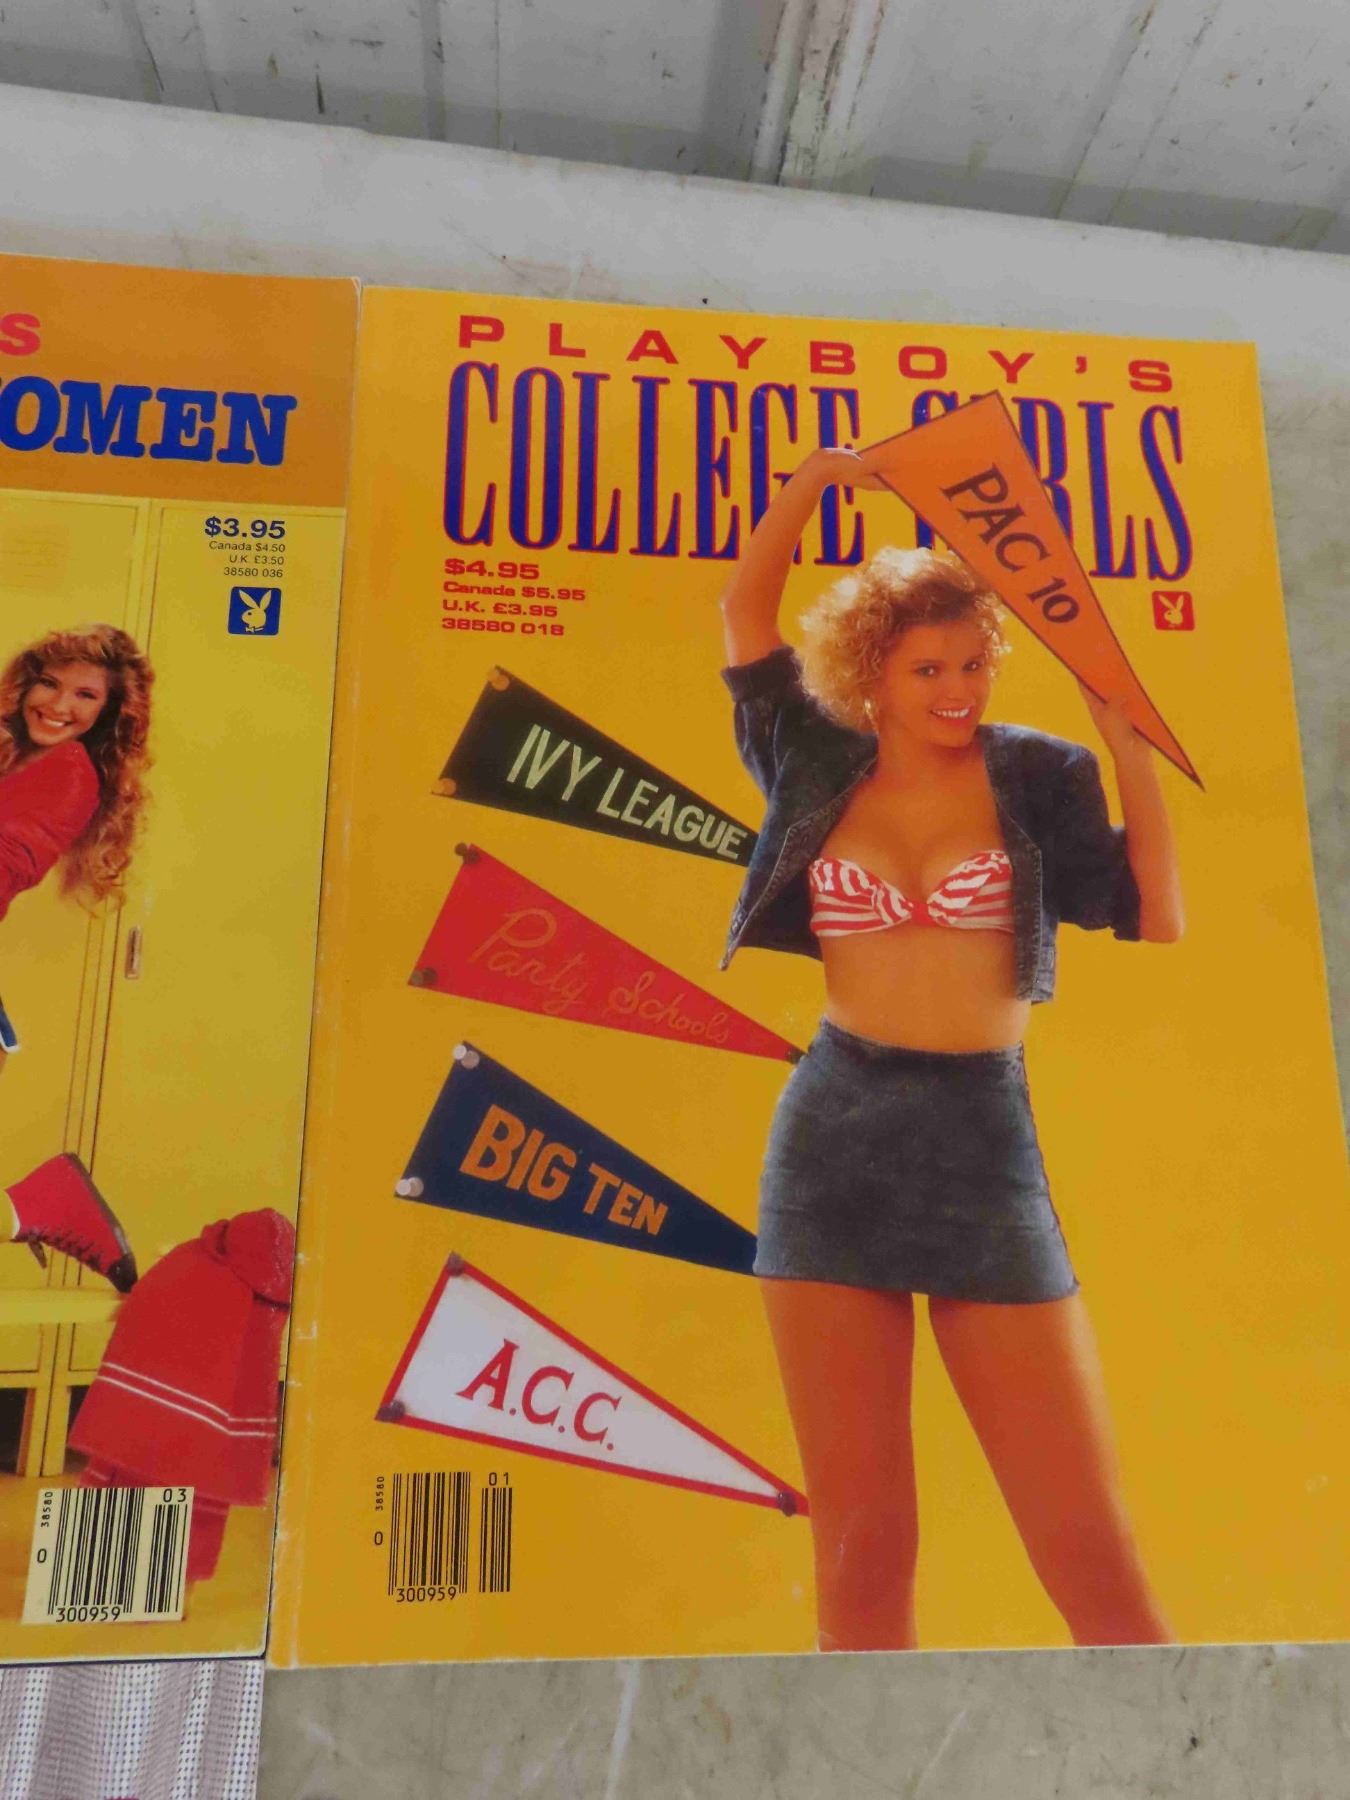 S
OMEN
$3.95
Canada $4.50
U.K. £3.50
38580 036
03
38580
0
300959
PLAYBOY'S
COLLEGE GIRLS
$4.95
Canada $5.95
U.K. £3.95
38580 018
PAC 10
IVY LEAGUE
Party Schools
BIG TEN
A.C.C.
01
38580
0
300959